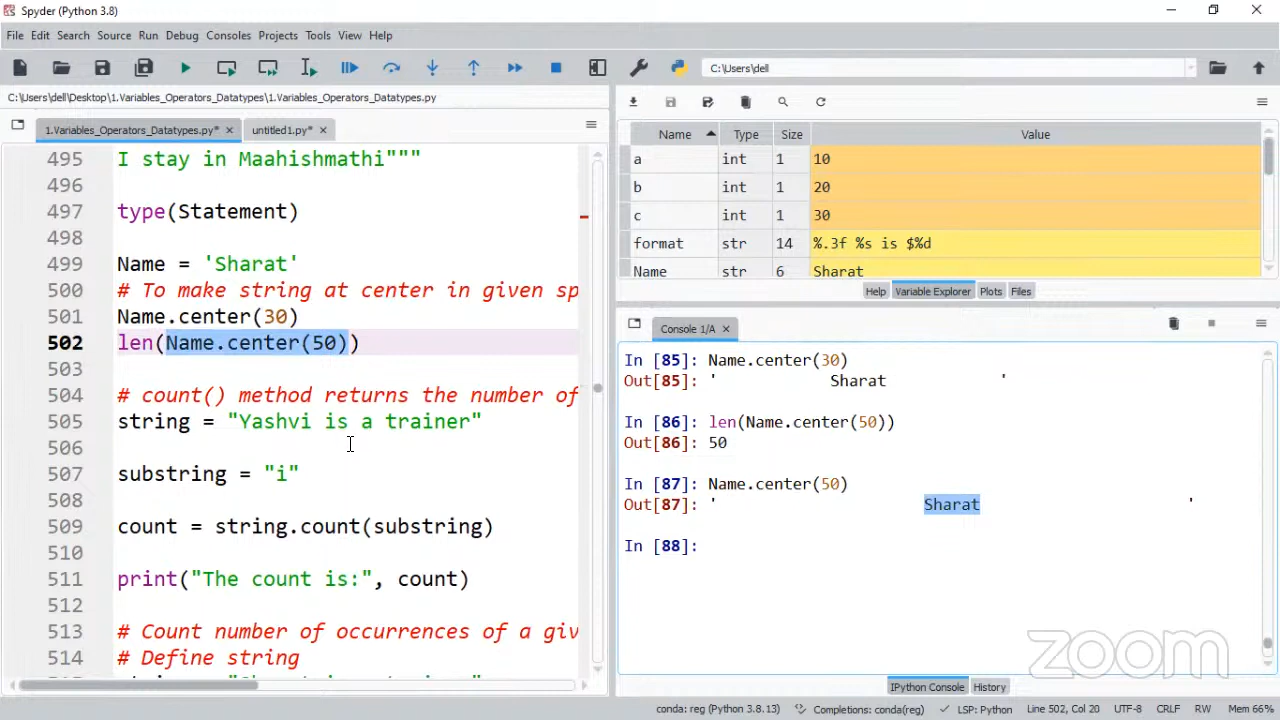 Spyder (Python 3.8)
File Edit Search Source Run Debug Consoles Projects Tools View Help
C:\Users\dell
C:\Users\dell\Desktop\1.Variables_Operators_Datatypes\1.Variables_Operators_Datatypes.py
1.Variables_Operators_Datatypes.py* untitled1.py*
495 I stay in Maahishmathi"""
496
497 type(Statement)
498
499 Name = 'Sharat'
500 # To make string at center in given sp
501 Name.center(30)
502 len(Name.center(50))
503
504 # count() method returns the number of
505 string = "Yashvi is a trainer"
506
507 substring = "i"
508
509 count = string.count(substring)
510
511 print("The count is:", count)
512
513 # Count number of occurrences of a giv
514 # Define string
Name Type Size Value
a int 1 10
b int 1 20
c int 1 30
format str 14 %.3f %s is $%d
Name str 6 Sharat
Help Variable Explorer Plots Files
Console 1/A
In [85]: Name.center(30)
Out[85]: '            Sharat            '
In [86]: len(Name.center(50))
Out[86]: 50
In [87]: Name.center(50)
Out[87]: '                      Sharat                      '
In [88]:
zoom
IPython Console History
conda: reg (Python 3.8.13) Completions: conda(reg) LSP: Python Line 502, Col 20 UTF-8 CRLF RW Mem 66%